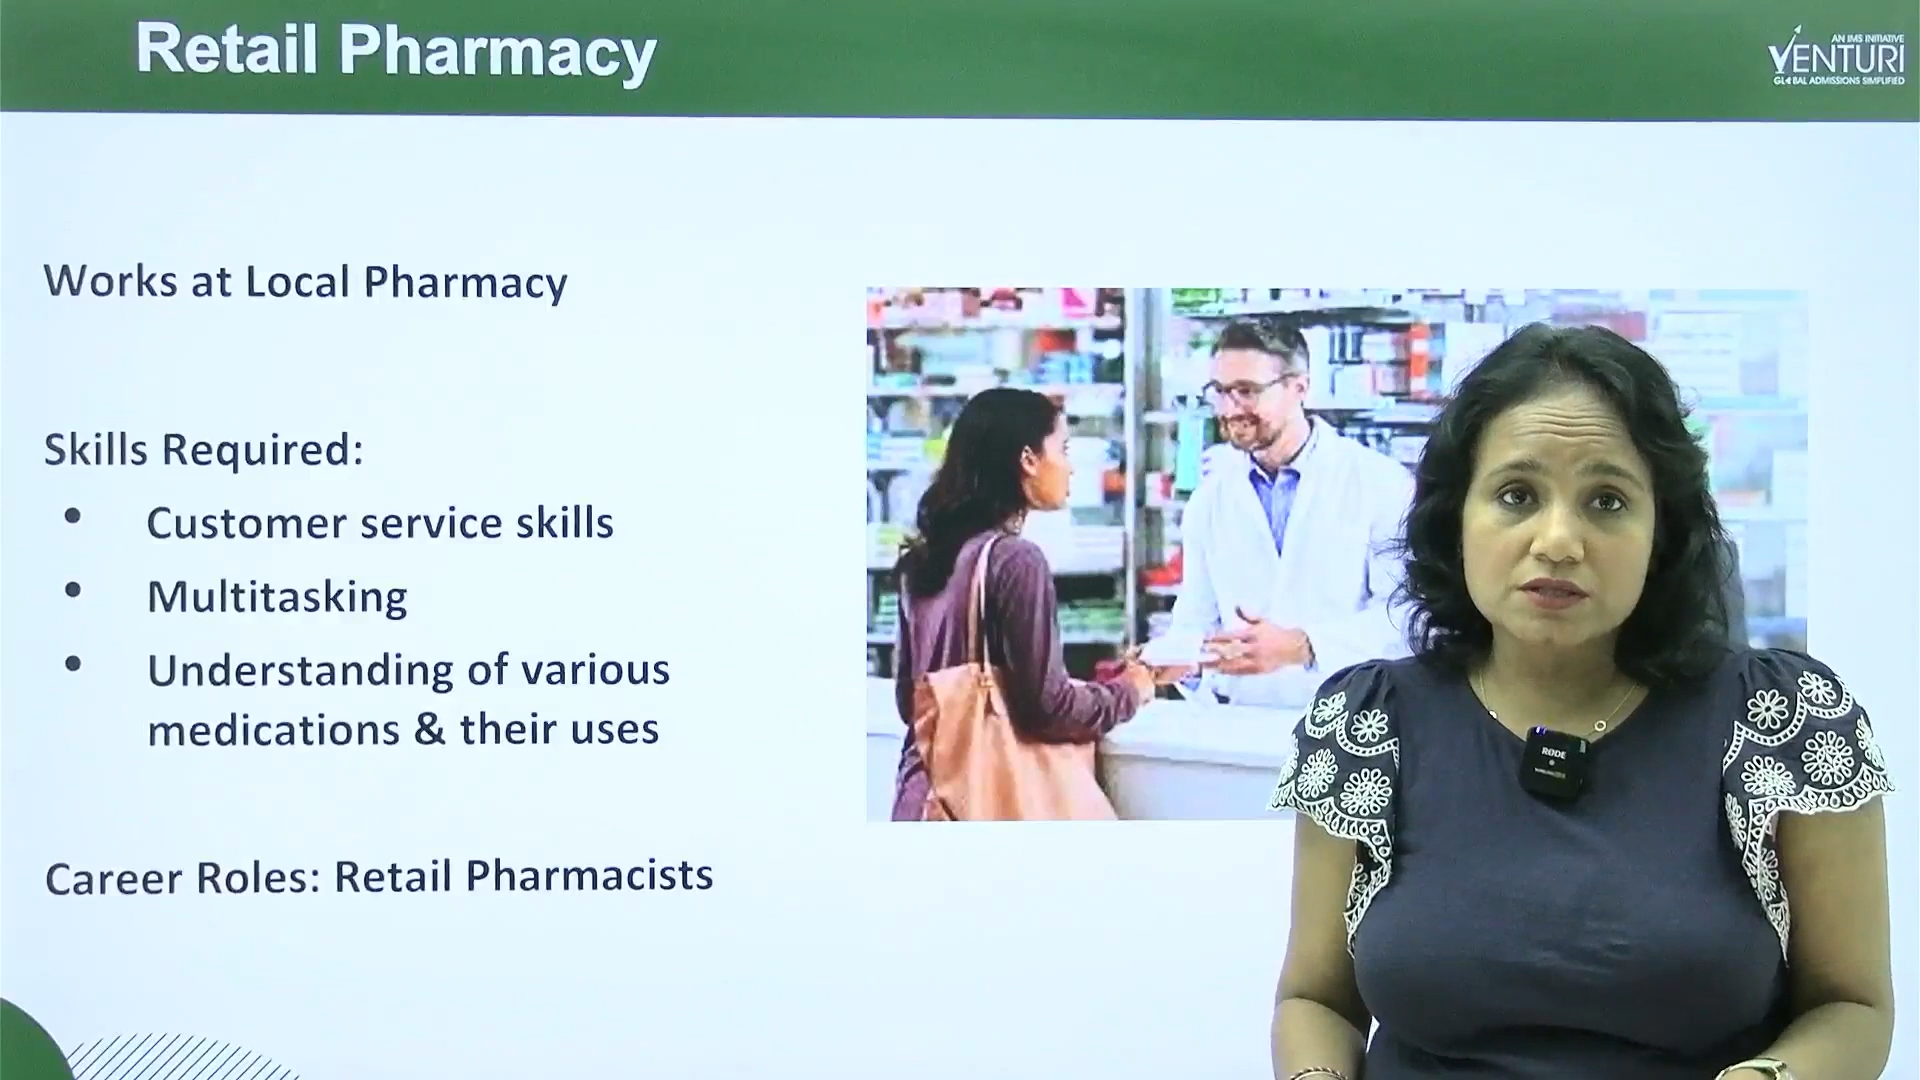 Retail Pharmacy
AN IMS INITIATIVE
VENTURI
GLOBAL ADMISSIONS SIMPLIFIED
Works at Local Pharmacy
Skills Required:
• Customer service skills
• Multitasking
• Understanding of various
medications & their uses
Career Roles: Retail Pharmacists
RØDE